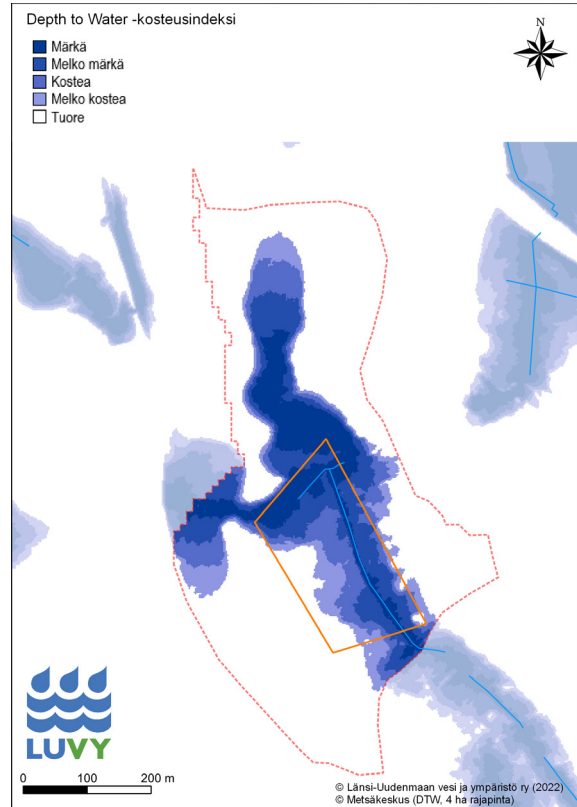 Depth to Water -kosteusindeksi
Märkä
Melko märkä
Kostea
Melko kostea
Tuore
N
LUVY
0 100 200 m
© Länsi-Uudenmaan vesi ja ympäristö ry (2022)
© Metsäkeskus (DTW, 4 ha rajapinta)